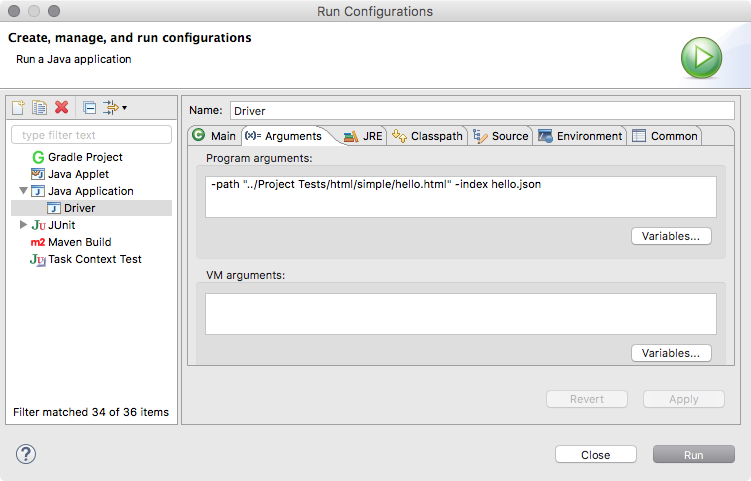 Run Configurations
Create, manage, and run configurations
Run a Java application
type filter text
Gradle Project
Java Applet
Java Application
Driver
JUnit
Maven Build
Task Context Test
Filter matched 34 of 36 items
Name: Driver
Main (x)= Arguments JRE Classpath Source Environment Common
Program arguments:
-path "../Project Tests/html/simple/hello.html" -index hello.json
Variables...
VM arguments:
Variables...
Revert Apply
? Close Run